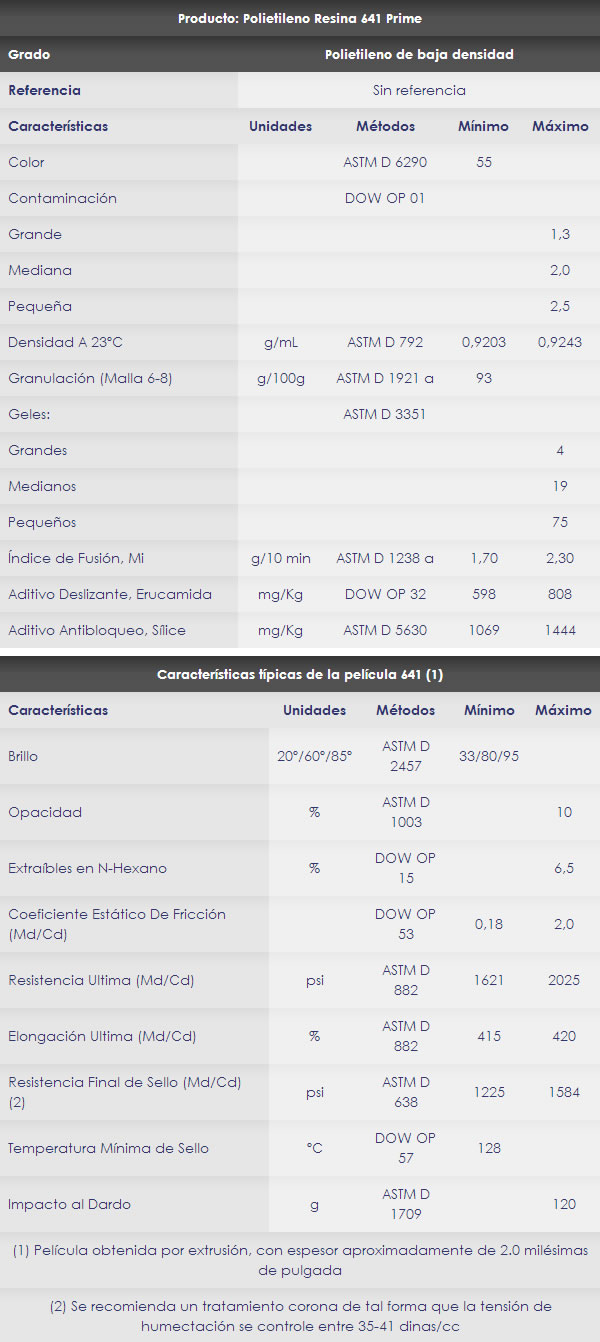 Producto: Polietileno Resina 641 Prime
Grado Polietileno de baja densidad
Referencia Sin referencia
Características Unidades Métodos Mínimo Máximo
Color ASTM D 6290 55
Contaminación DOW OP 01
Grande 1,3
Mediana 2,0
Pequeña 2,5
Densidad A 23°C g/mL ASTM D 792 0,9203 0,9243
Granulación (Malla 6-8) g/100g ASTM D 1921 a 93
Geles: ASTM D 3351
Grandes 4
Medianos 19
Pequeños 75
Índice de Fusión, Mi g/10 min ASTM D 1238 a 1,70 2,30
Aditivo Deslizante, Erucamida mg/Kg DOW OP 32 598 808
Aditivo Antibloqueo, Sílice mg/Kg ASTM D 5630 1069 1444
Características típicas de la película 641 (1)
Características Unidades Métodos Mínimo Máximo
Brillo 20°/60°/85° ASTM D 2457 33/80/95
Opacidad % ASTM D 1003 10
Extraíbles en N-Hexano % DOW OP 15 6,5
Coeficiente Estático De Fricción (Md/Cd) DOW OP 53 0,18 2,0
Resistencia Ultima (Md/Cd) psi ASTM D 882 1621 2025
Elongación Ultima (Md/Cd) % ASTM D 882 415 420
Resistencia Final de Sello (Md/Cd) (2) psi ASTM D 638 1225 1584
Temperatura Mínima de Sello °C DOW OP 57 128
Impacto al Dardo g ASTM D 1709 120
(1) Película obtenida por extrusión, con espesor aproximadamente de 2.0 milésimas
de pulgada
(2) Se recomienda un tratamiento corona de tal forma que la tensión de
humectación se controle entre 35-41 dinas/cc